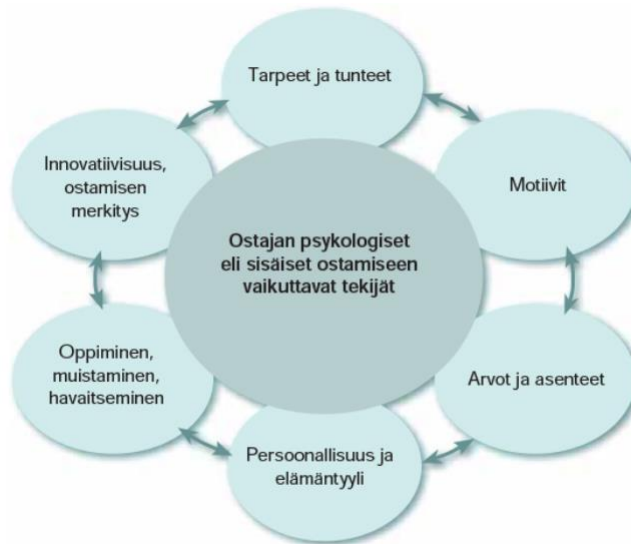 Tarpeet ja tunteet
Innovatiivisuus,
ostamisen
merkitys
Motiivit
Ostajan psykologiset
eli sisäiset ostamiseen
vaikuttavat tekijät
Oppiminen,
muistaminen,
havaitseminen
Arvot ja asenteet
Persoonallisuus ja
elämäntyyli